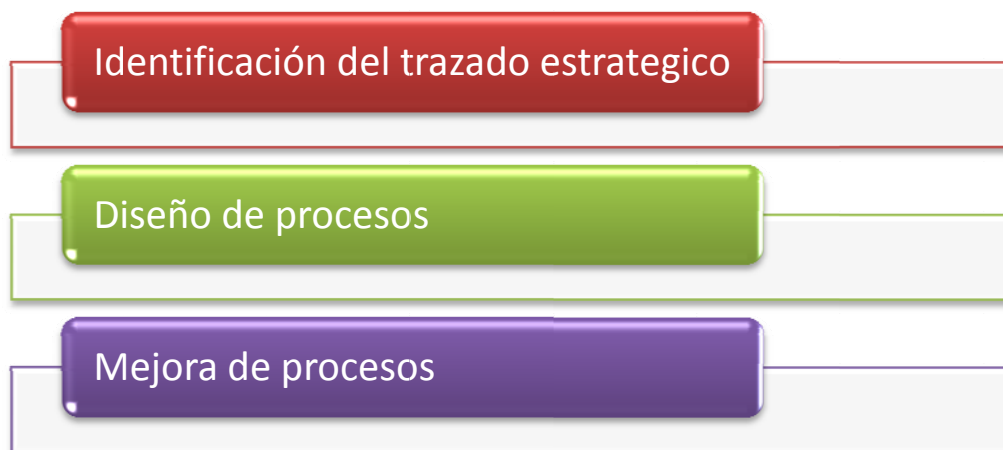 Identificación del trazado estrategico
Diseño de procesos
Mejora de procesos